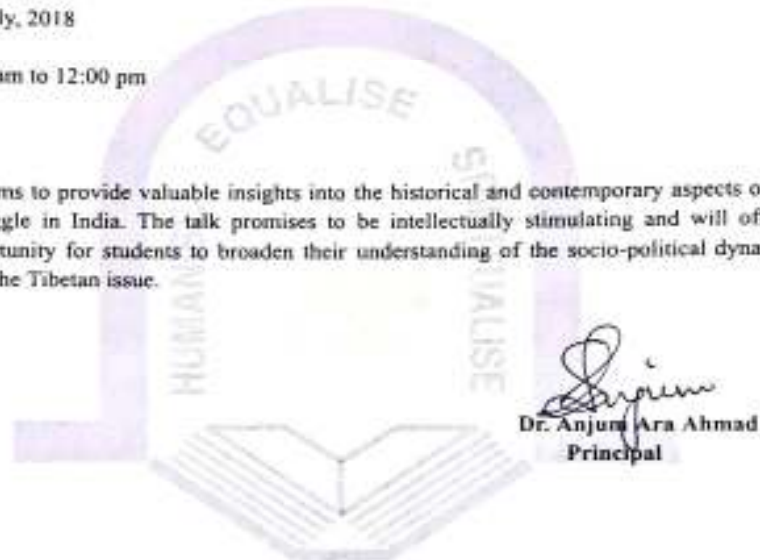 ly, 2018
am to 12:00 pm
EQUALISE
ms to provide valuable insights into the historical and contemporary aspects o
gle in India. The talk promises to be intellectually stimulating and will of
tunity for students to broaden their understanding of the socio-political dyna
he Tibetan issue.
Dr. Anjum Ara Ahmad
Principal